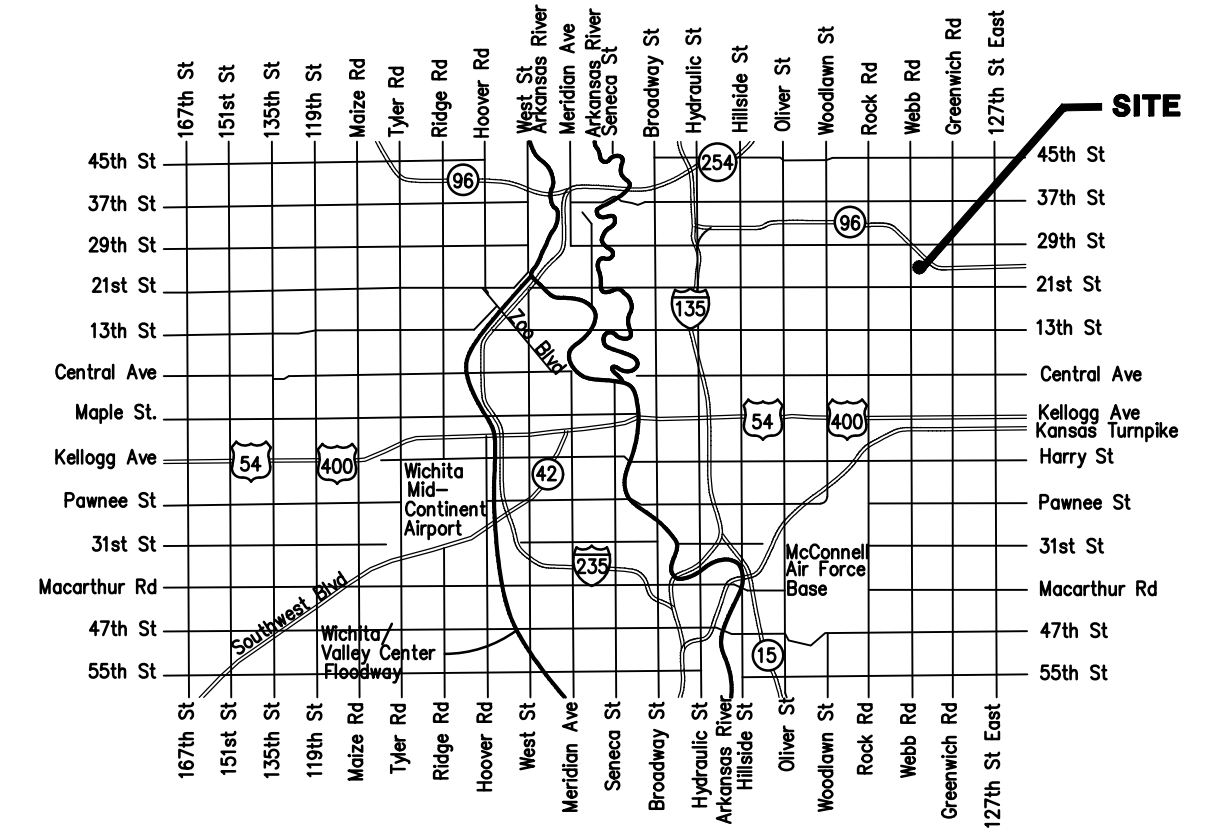 167th St
151st St
135th St
119th St
Maize Rd
Tyler Rd
Ridge Rd
Hoover Rd
West St
Arkansas River
Meridian Ave
Arkansas River
Seneca St
Broadway St
Hydraulic St
Hillside St
Oliver St
Woodlawn St
Rock Rd
Webb Rd
Greenwich Rd
127th St East
SITE
45th St
37th St
29th St
21st St
13th St
Central Ave
Maple St.
Kellogg Ave
Pawnee St
31st St
Macarthur Rd
47th St
55th St
96
254
96
135
Zoo Blvd
54
400
54
400
42
Wichita
Mid-
Continent
Airport
235
McConnell
Air Force
Base
Southwest Blvd
Wichita/
Valley Center
Floodway
15
45th St
37th St
29th St
21st St
13th St
Central Ave
Kellogg Ave
Kansas Turnpike
Harry St
Pawnee St
31st St
Macarthur Rd
47th St
55th St
167th St
151st St
135th St
119th St
Maize Rd
Tyler Rd
Ridge Rd
Hoover Rd
West St
Meridian Ave
Seneca St
Broadway St
Hydraulic St
Arkansas River
Hillside St
Oliver St
Woodlawn St
Rock Rd
Webb Rd
Greenwich Rd
127th St East